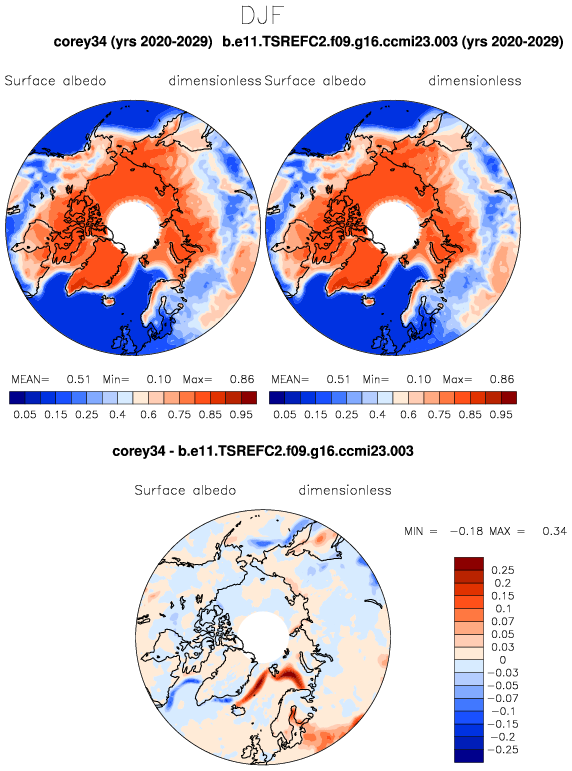 DJF
corey34 (yrs 2020-2029) b.e11.TSREFC2.f09.g16.ccmi23.003 (yrs 2020-2029)
Surface albedo dimensionless Surface albedo dimensionless
MEAN= 0.51 Min= 0.10 Max= 0.86 MEAN= 0.51 Min= 0.10 Max= 0.86
0.05 0.15 0.25 0.4 0.6 0.75 0.85 0.95 0.05 0.15 0.25 0.4 0.6 0.75 0.85 0.95
corey34 - b.e11.TSREFC2.f09.g16.ccmi23.003
Surface albedo dimensionless
MIN = -0.18 MAX = 0.34
0.25
0.2
0.15
0.1
0.07
0.05
0.03
0
-0.03
-0.05
-0.07
-0.1
-0.15
-0.2
-0.25